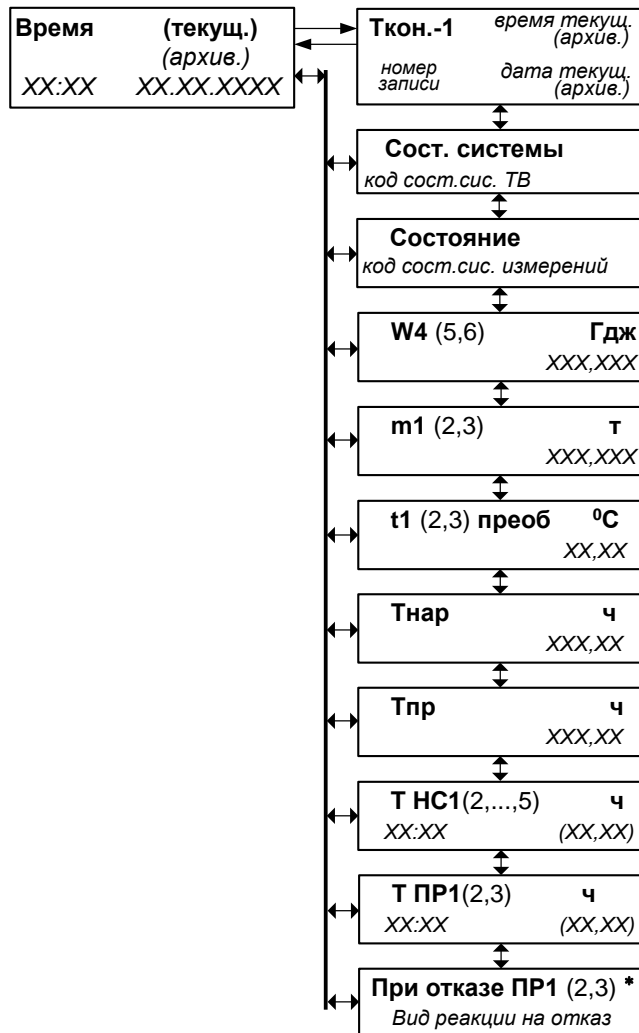 Время (текущ.)
(архив.)
XX:XX XX.XX.XXXX
Ткон.-1 время текущ.
(архив.)
номер
записи
дата текущ.
(архив.)
Сост. системы
код сост.сис. ТВ
Состояние
код сост.сис. измерений
W4 (5,6) Гдж
XXX,XXX
m1 (2,3) т
XXX,XXX
t1 (2,3) преоб ⁰С
XX,XX
Тнар ч
XXX,XX
Тпр ч
XXX,XX
Т НС1(2,...,5) ч
XX:XX (XX,XX)
Т ПР1(2,3) ч
XX:XX (XX,XX)
При отказе ПР1 (2,3) *
Вид реакции на отказ